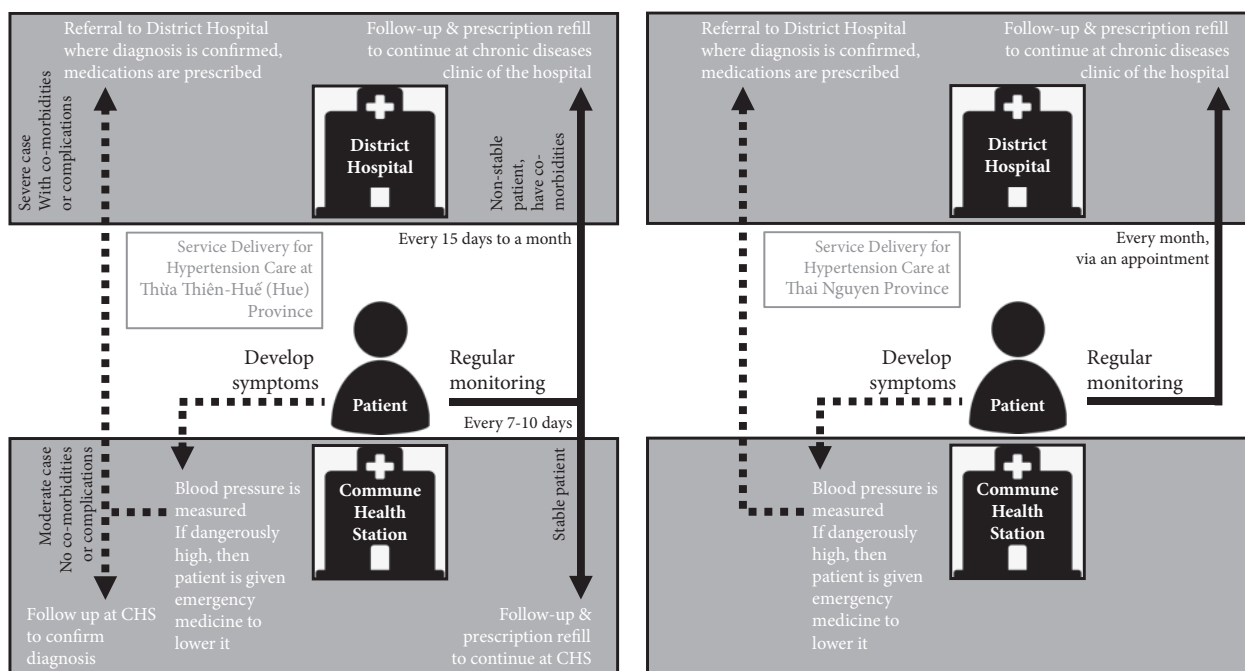 Referral to District Hospital
where diagnosis is confirmed,
medications are prescribed
Follow-up & prescription refill
to continue at chronic diseases
clinic of the hospital
Severe case
With co-morbidities
or complications
District
Hospital
Non-stable
patient,
have co-
morbidities
Every 15 days to a month
Service Delivery for
Hypertension Care at
Thừa Thiên-Huế (Hue)
Province
Develop
symptoms
Patient
Regular
monitoring
Every 7-10 days
Moderate case
No co-morbidities
or complications
Blood pressure is
measured
If dangerously
high, then
patient is given
emergency
medicine to
lower it
Commune
Health
Station
Stable patient
Follow up at CHS
to confirm
diagnosis
Follow-up &
prescription refill
to continue at CHS
Referral to District Hospital
where diagnosis is confirmed,
medications are prescribed
Follow-up & prescription refill
to continue at chronic diseases
clinic of the hospital
District
Hospital
Every month,
via an appointment
Service Delivery for
Hypertension Care at
Thai Nguyen Province
Develop
symptoms
Patient
Regular
monitoring
Blood pressure is
measured
If dangerously
high, then
patient is given
emergency
medicine to
lower it
Commune
Health
Station